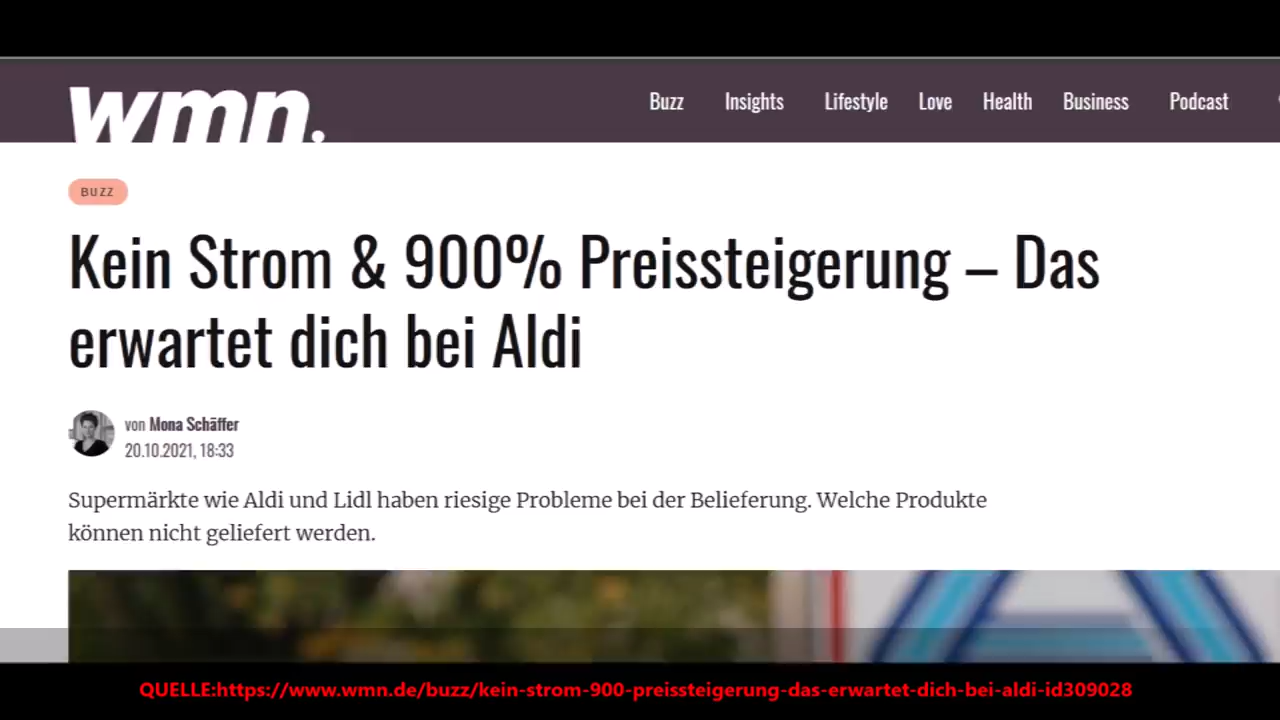 wmn.
Buzz Insights Lifestyle Love Health Business Podcast
BUZZ
Kein Strom & 900% Preissteigerung – Das
erwartet dich bei Aldi
von Mona Schäffer
20.10.2021, 18:33
Supermärkte wie Aldi und Lidl haben riesige Probleme bei der Belieferung. Welche Produkte
können nicht geliefert werden.
QUELLE:https://www.wmn.de/buzz/kein-strom-900-preissteigerung-das-erwartet-dich-bei-aldi-id309028